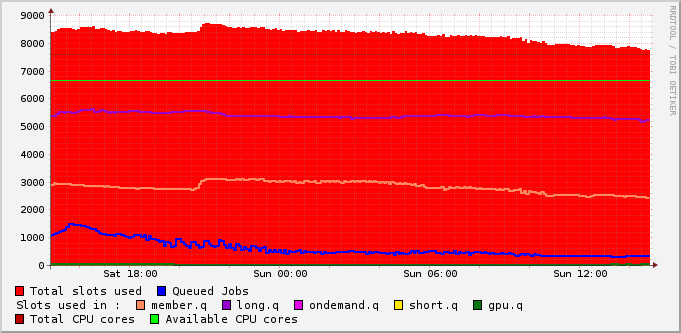 9000
8000
7000
6000
5000
4000
3000
2000
1000
0
Sat 18:00 Sun 00:00 Sun 06:00 Sun 12:00
RRDTOOL / TOBI OETIKER
Total slots used Queued Jobs
Slots used in : member.q long.q ondemand.q short.q gpu.q
Total CPU cores Available CPU cores